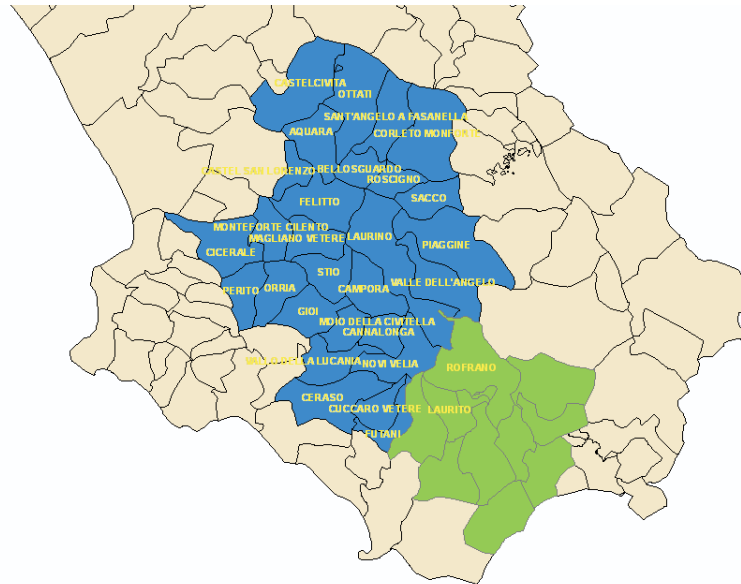 CASTELCIVITA
OTTATI
SANT'ANGELO A FASANELLA
AQUARA
CORLETO MONFORTE
CASTEL SAN LORENZO
BELLOSGUARDO
ROSCIGNO
FELITTO
SACCO
MONTEFORTE CILENTO
MAGLIANO VETERE
LAURINO
CICERALE
PIAGGINE
STIO
PERITO
ORRIA
CAMPORA
VALLE DELL'ANGELO
GIOI
MOIO DELLA CIVITELLA
CANNALONGA
VALLO DELLA LUCANIA
NOVI VELIA
ROFRANO
CERASO
CUCCARO VETERE
LAURITO
FUTANI